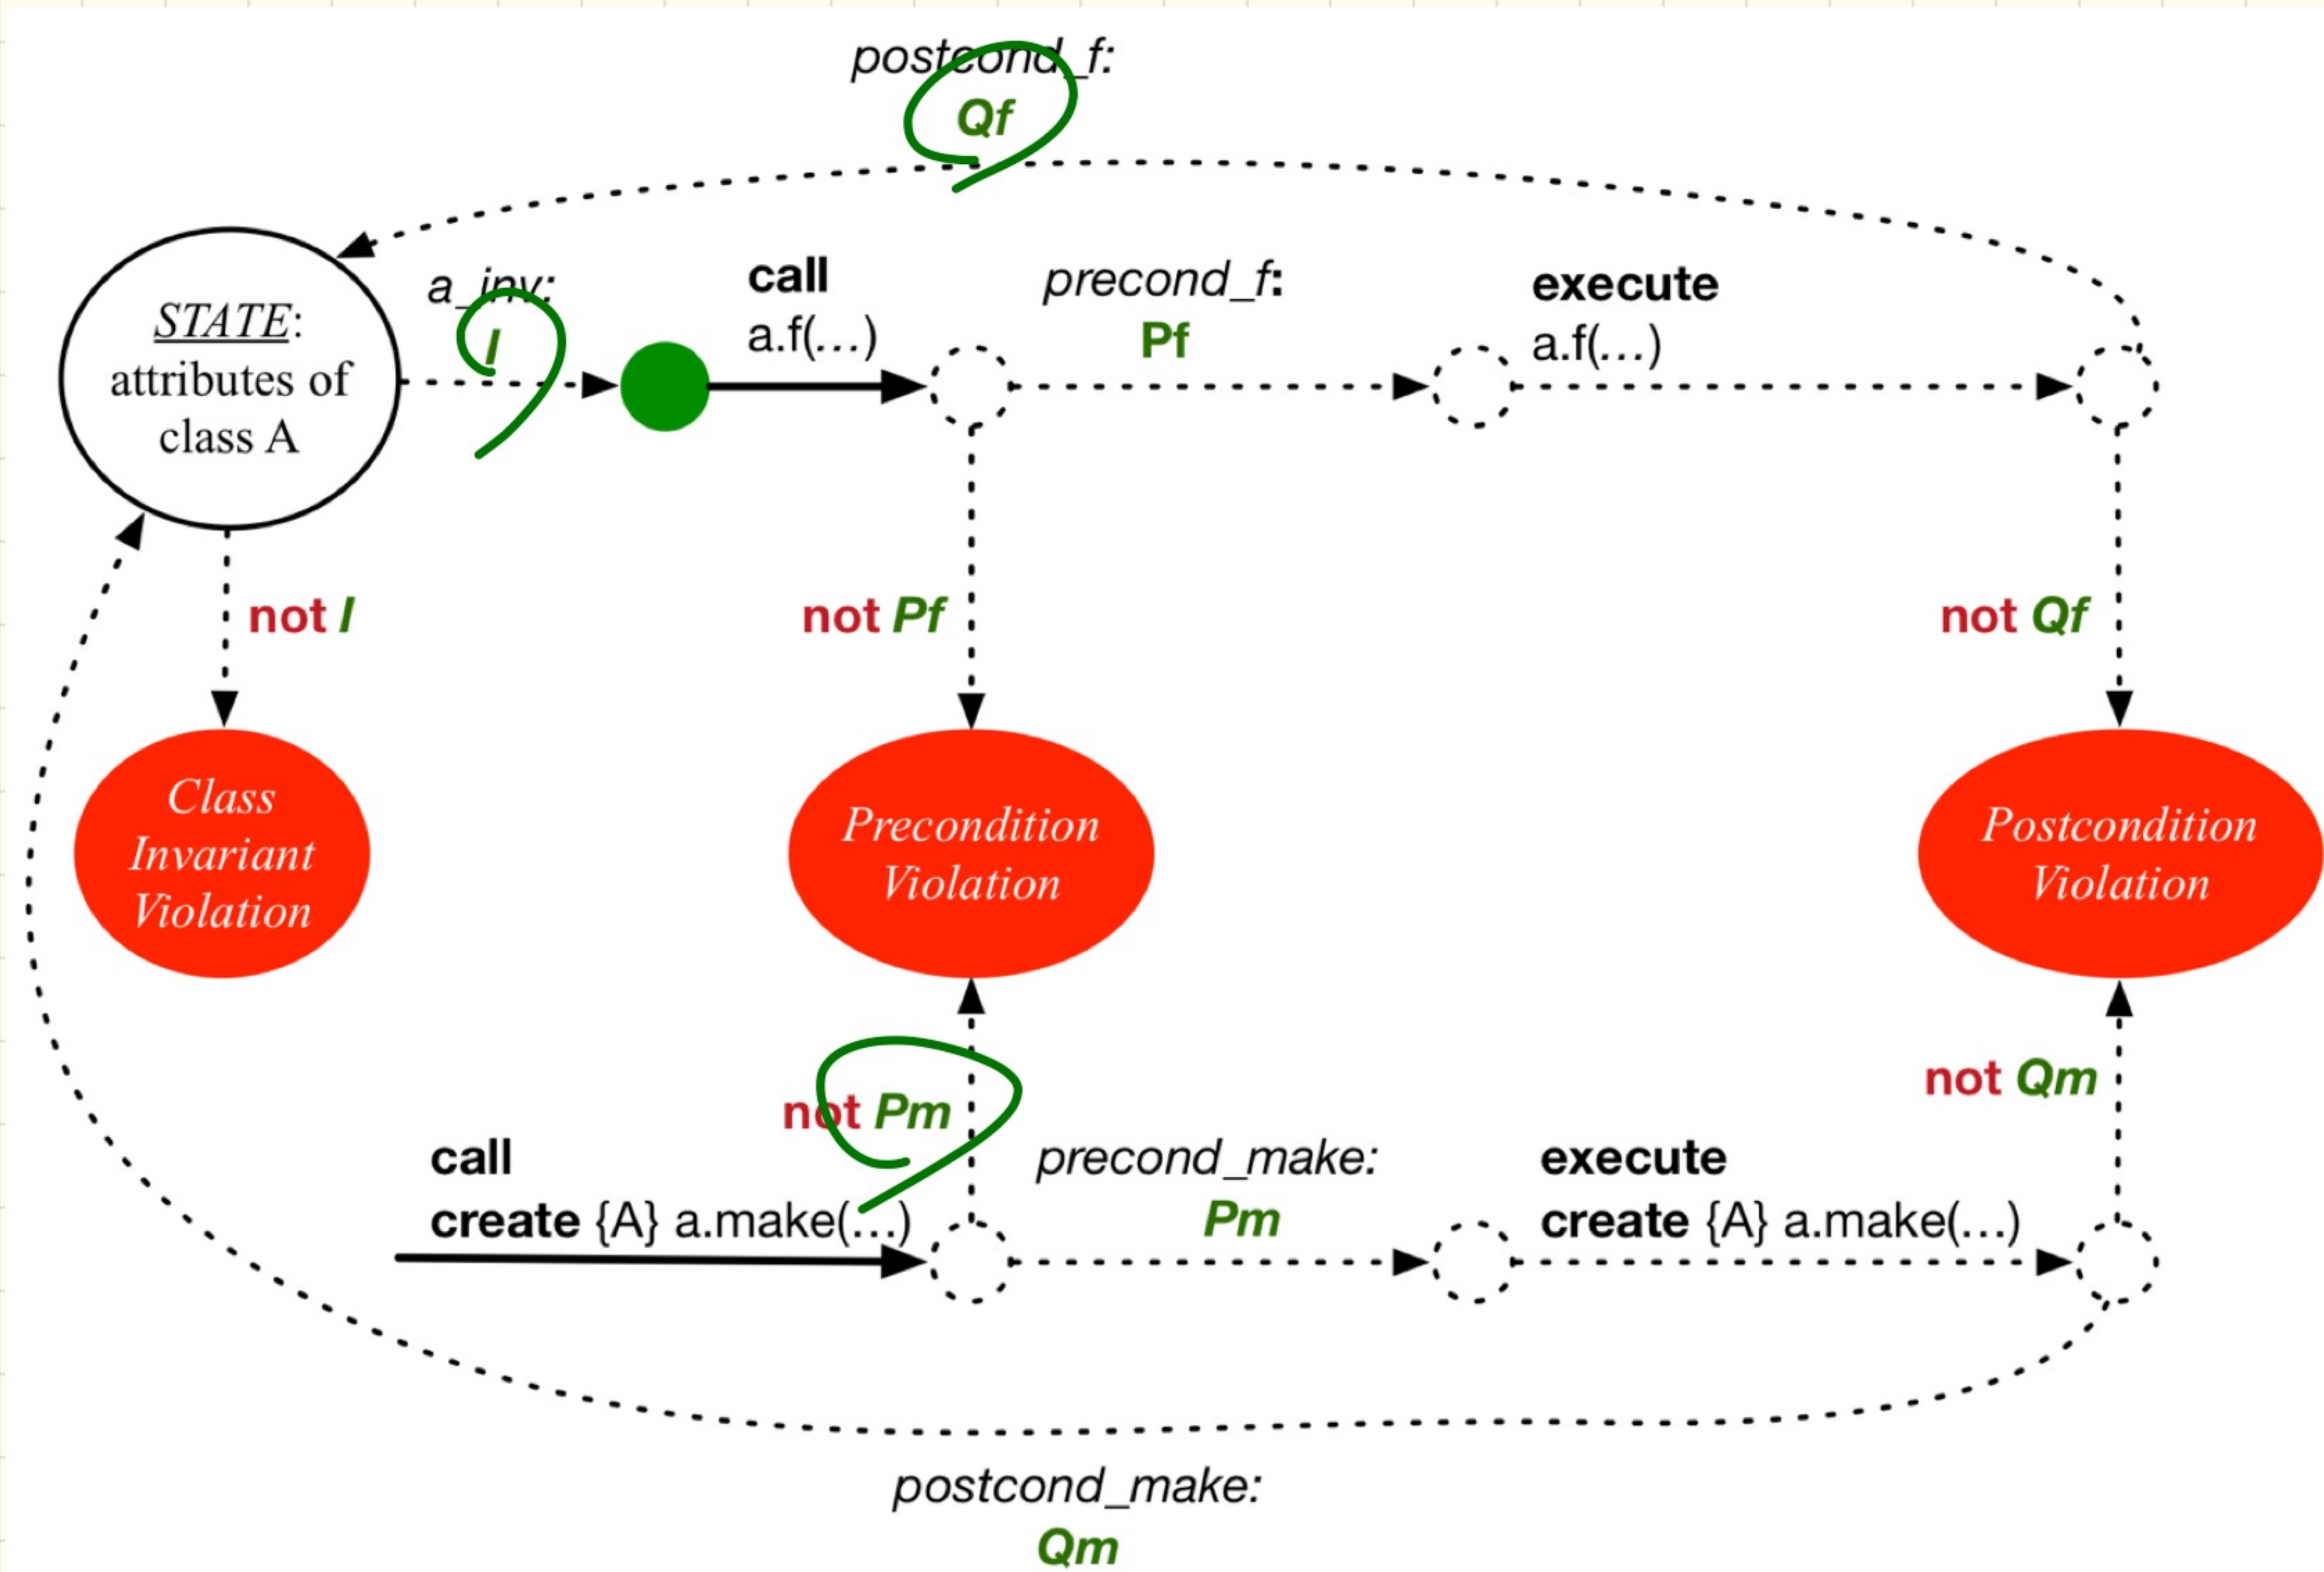 postcond_f:
Qf
STATE:
attributes of
class A
a_inv:
I
call
a.f(...)
precond_f:
Pf
execute
a.f(...)
not I
not Pf
not Qf
Class
Invariant
Violation
Precondition
Violation
Postcondition
Violation
not Pm
not Qm
call
create {A} a.make(...)
precond_make:
Pm
execute
create {A} a.make(...)
postcond_make:
Qm